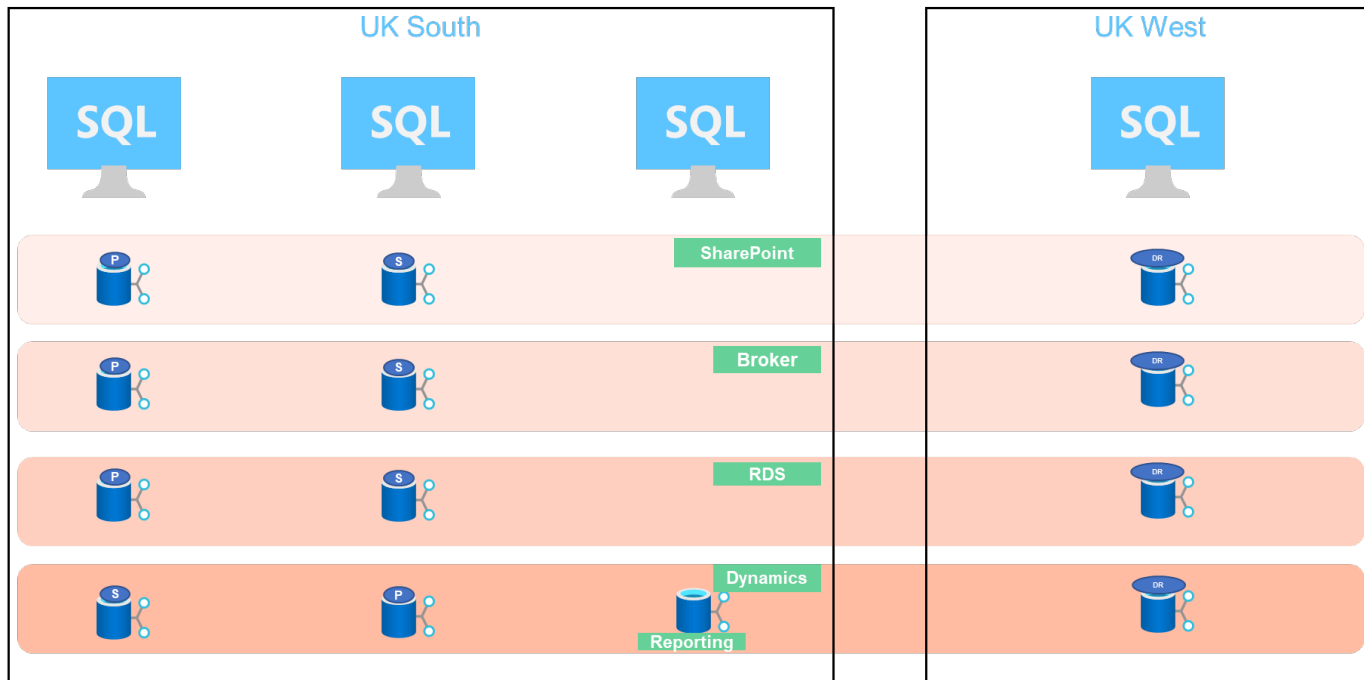 UK South
UK West
SQL
SQL
SQL
SQL
SharePoint
P
S
DR
Broker
P
S
DR
RDS
P
S
DR
Dynamics
S
P
DR
Reporting